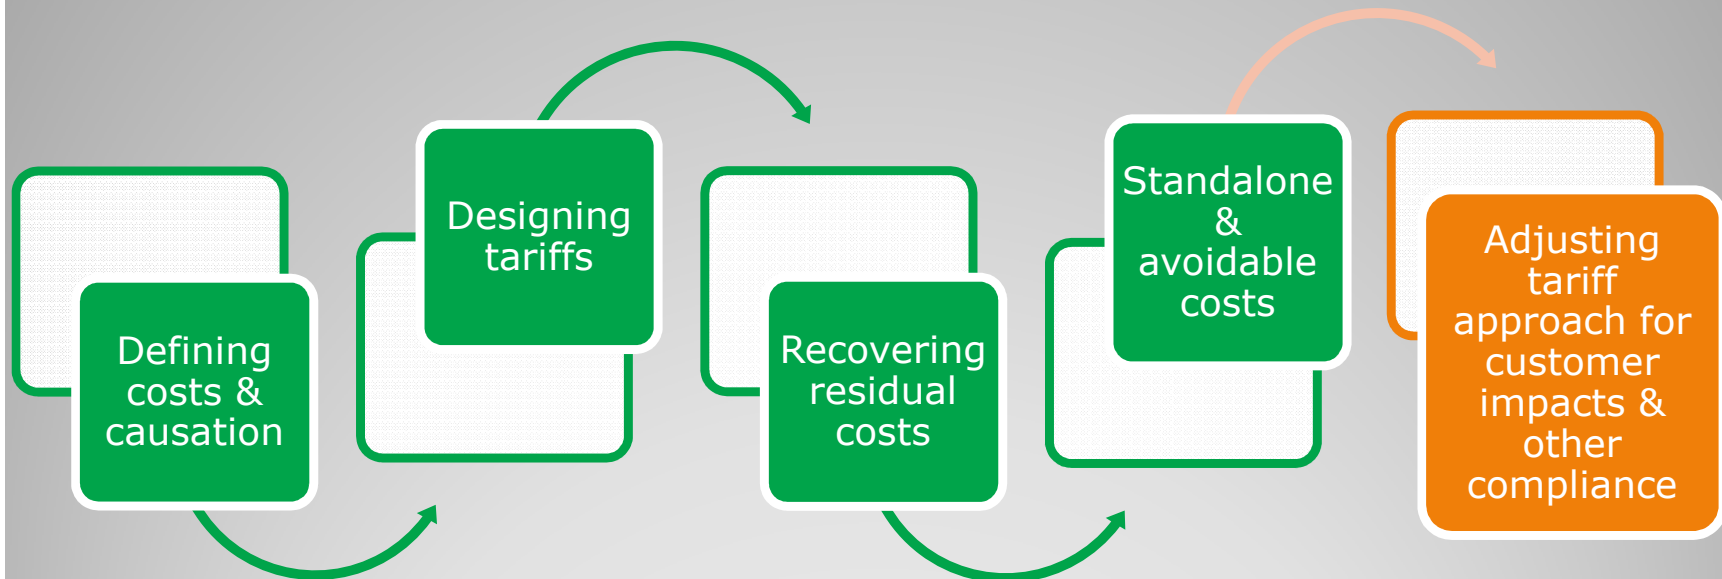 Defining
costs &
causation
Designing
tariffs
Recovering
residual
costs
Standalone
&
avoidable
costs
Adjusting
tariff
approach for
customer
impacts &
other
compliance